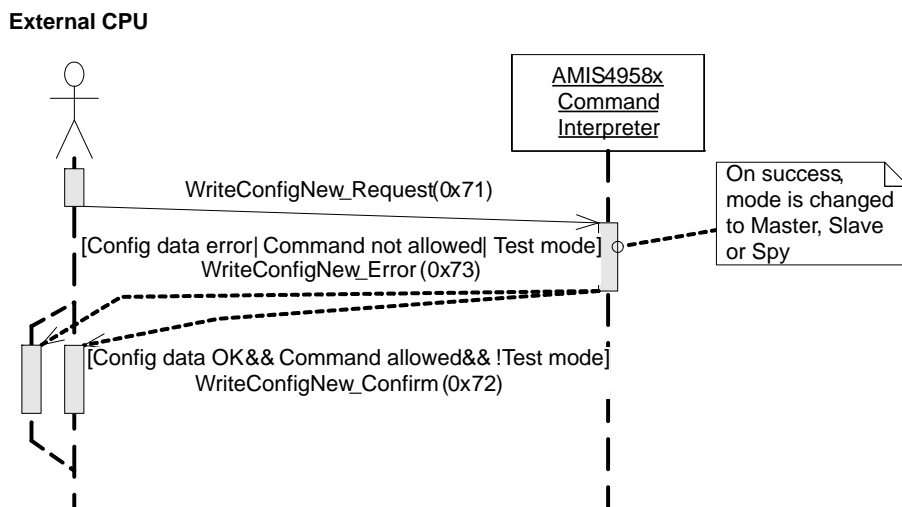 External CPU
AMIS4958x
Command
Interpreter
On success,
mode is changed
to Master, Slave
or Spy
WriteConfigNew_Request(0x71)
[Config data error| Command not allowed| Test mode]
WriteConfigNew_Error (0x73)
[Config data OK&& Command allowed&& !Test mode]
WriteConfigNew_Confirm (0x72)